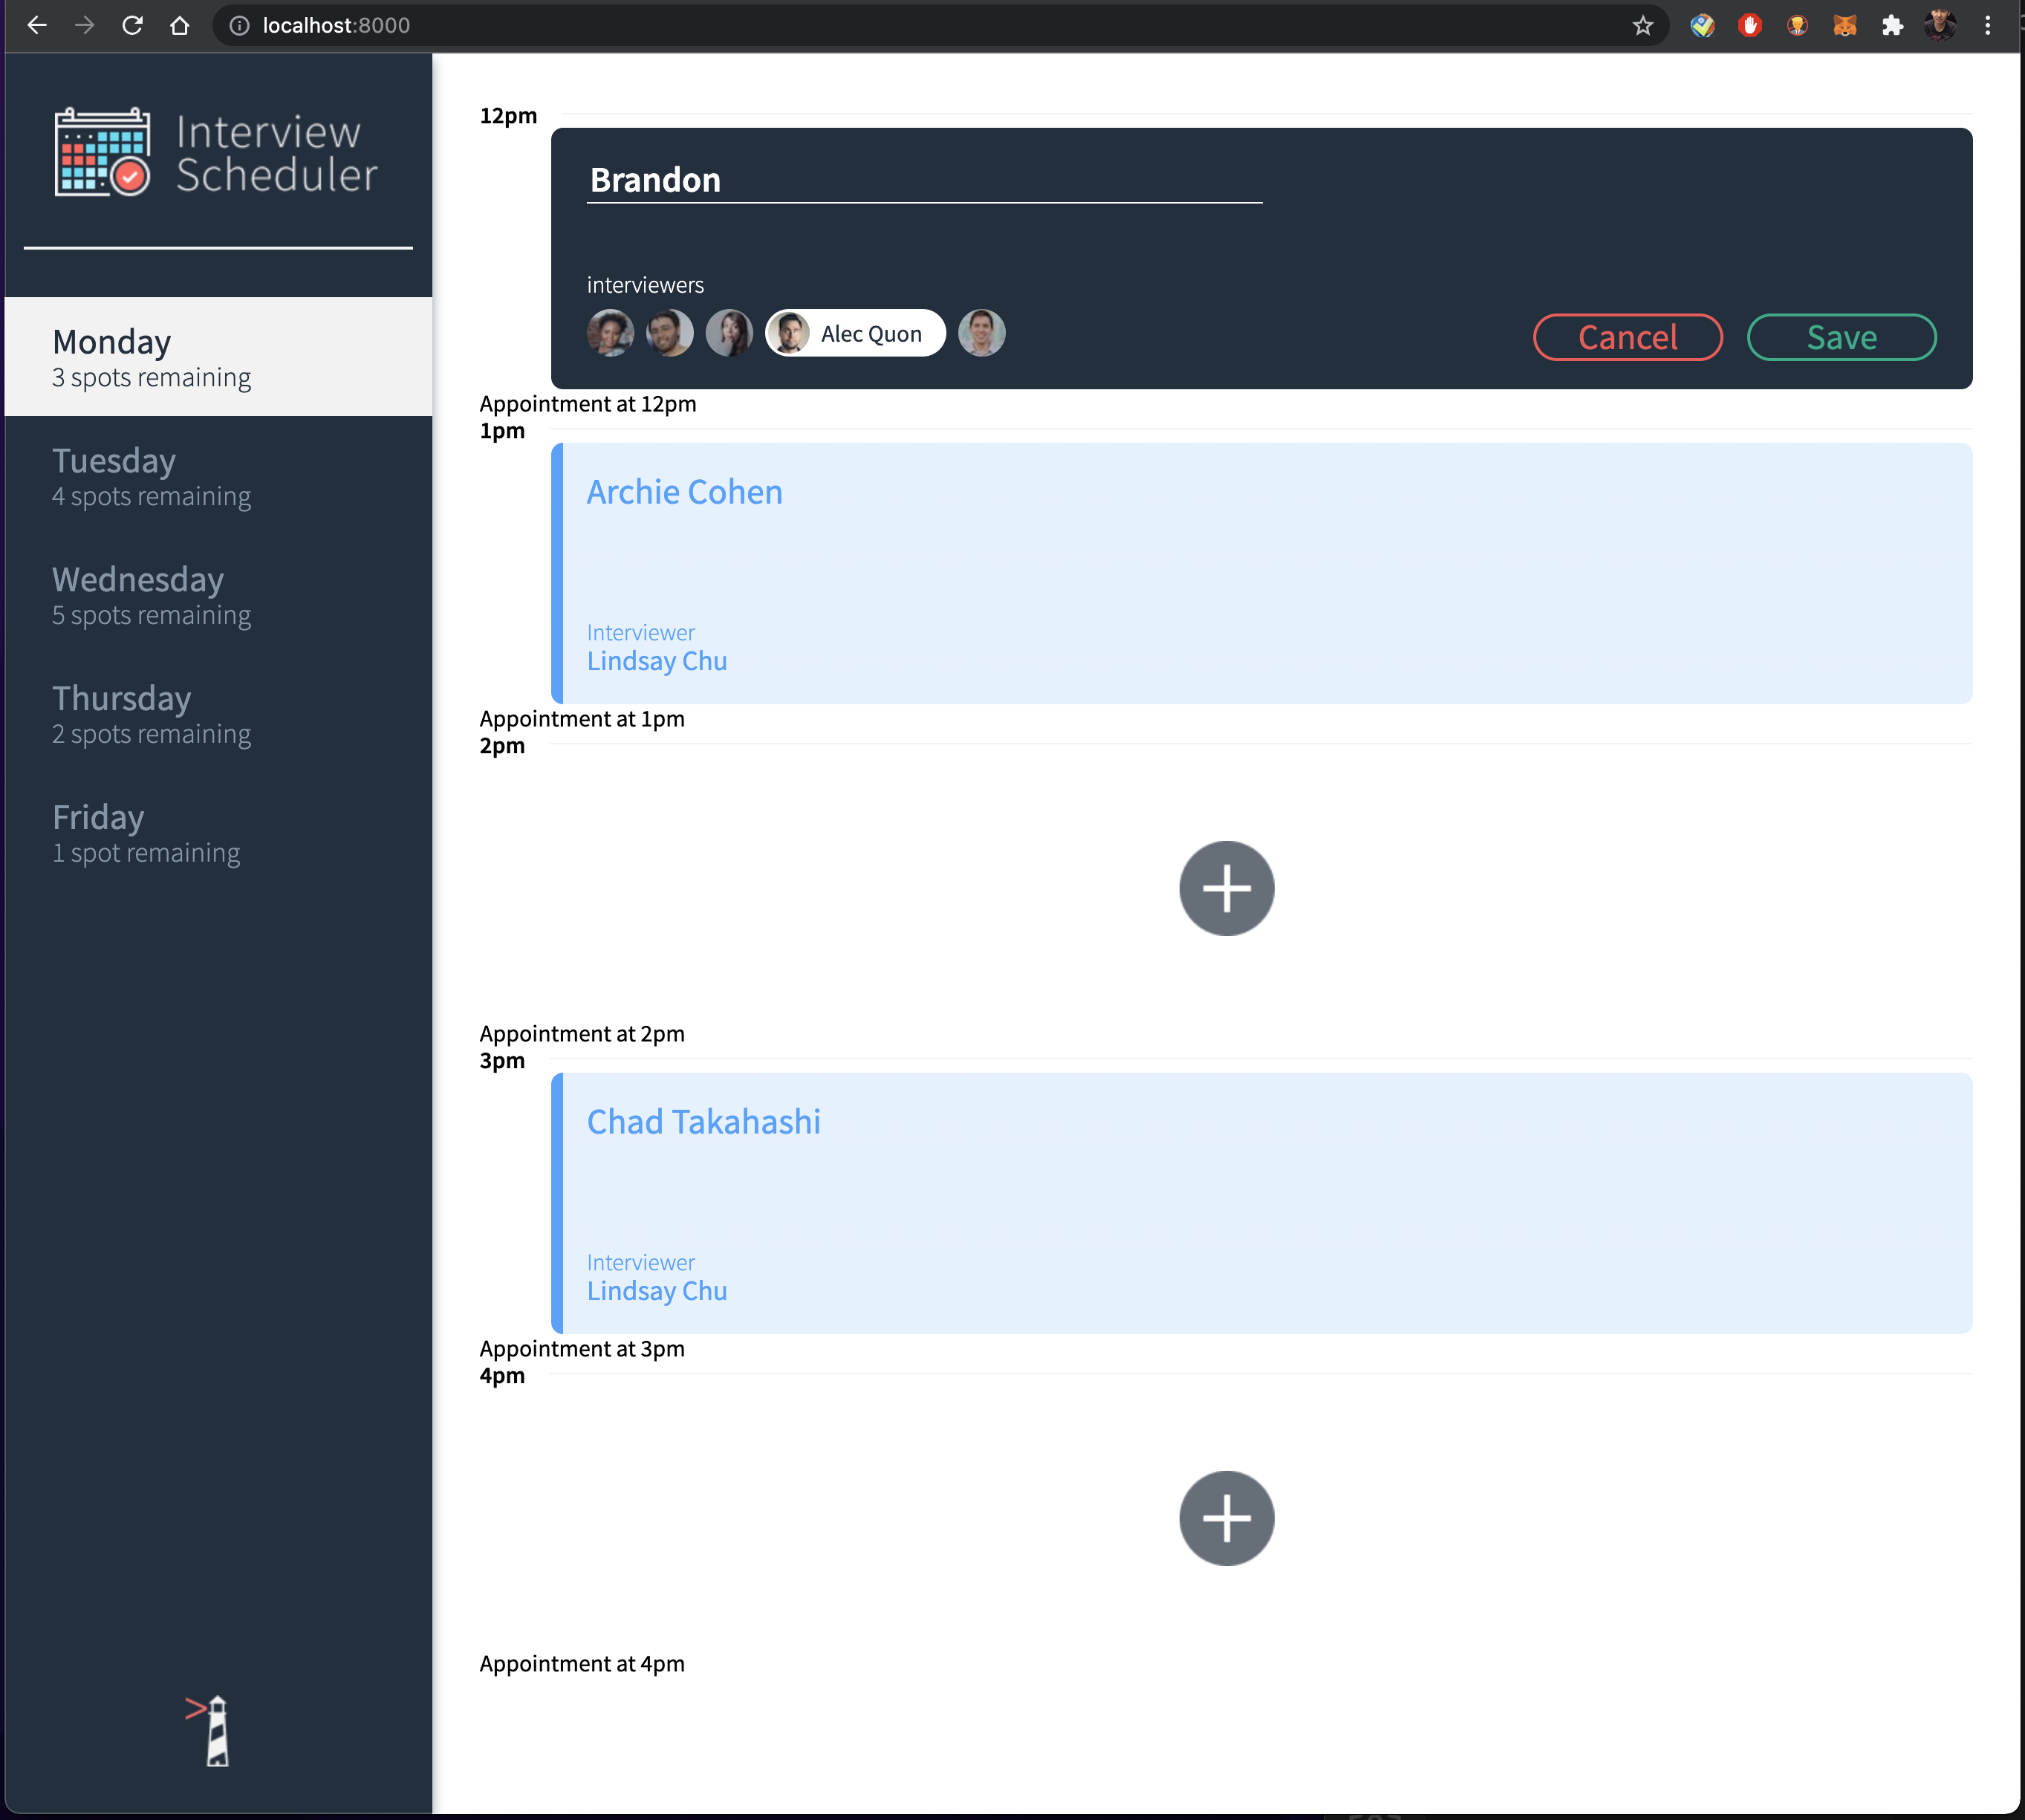 localhost:8000
Interview
Scheduler
Monday
3 spots remaining
Tuesday
4 spots remaining
Wednesday
5 spots remaining
Thursday
2 spots remaining
Friday
1 spot remaining
12pm
Brandon
interviewers
Alec Quon
Cancel
Save
Appointment at 12pm
1pm
Archie Cohen
Interviewer
Lindsay Chu
Appointment at 1pm
2pm
Appointment at 2pm
3pm
Chad Takahashi
Interviewer
Lindsay Chu
Appointment at 3pm
4pm
Appointment at 4pm